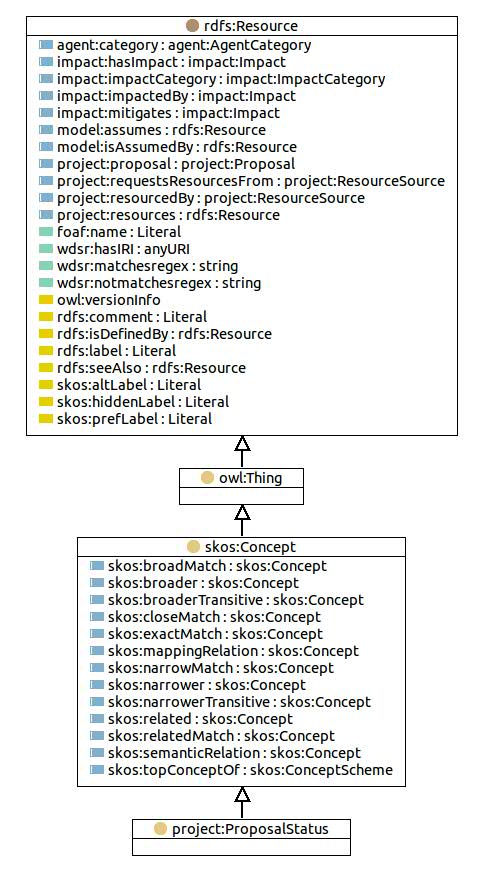 rdfs:Resource
agent:category : agent:AgentCategory
impact:hasImpact : impact:Impact
impact:impactCategory : impact:ImpactCategory
impact:impactedBy : impact:Impact
impact:mitigates : impact:Impact
model:assumes : rdfs:Resource
model:isAssumedBy : rdfs:Resource
project:proposal : project:Proposal
project:requestsResourcesFrom : project:ResourceSource
project:resourcedBy : project:ResourceSource
project:resources : rdfs:Resource
foaf:name : Literal
wdsr:hasIRI : anyURI
wdsr:matchesregex : string
wdsr:notmatchesregex : string
owl:versionInfo
rdfs:comment : Literal
rdfs:isDefinedBy : rdfs:Resource
rdfs:label : Literal
rdfs:seeAlso : rdfs:Resource
skos:altLabel : Literal
skos:hiddenLabel : Literal
skos:prefLabel : Literal
owl:Thing
skos:Concept
skos:broadMatch : skos:Concept
skos:broader : skos:Concept
skos:broaderTransitive : skos:Concept
skos:closeMatch : skos:Concept
skos:exactMatch : skos:Concept
skos:mappingRelation : skos:Concept
skos:narrowMatch : skos:Concept
skos:narrower : skos:Concept
skos:narrowerTransitive : skos:Concept
skos:related : skos:Concept
skos:relatedMatch : skos:Concept
skos:semanticRelation : skos:Concept
skos:topConceptOf : skos:ConceptScheme
project:ProposalStatus